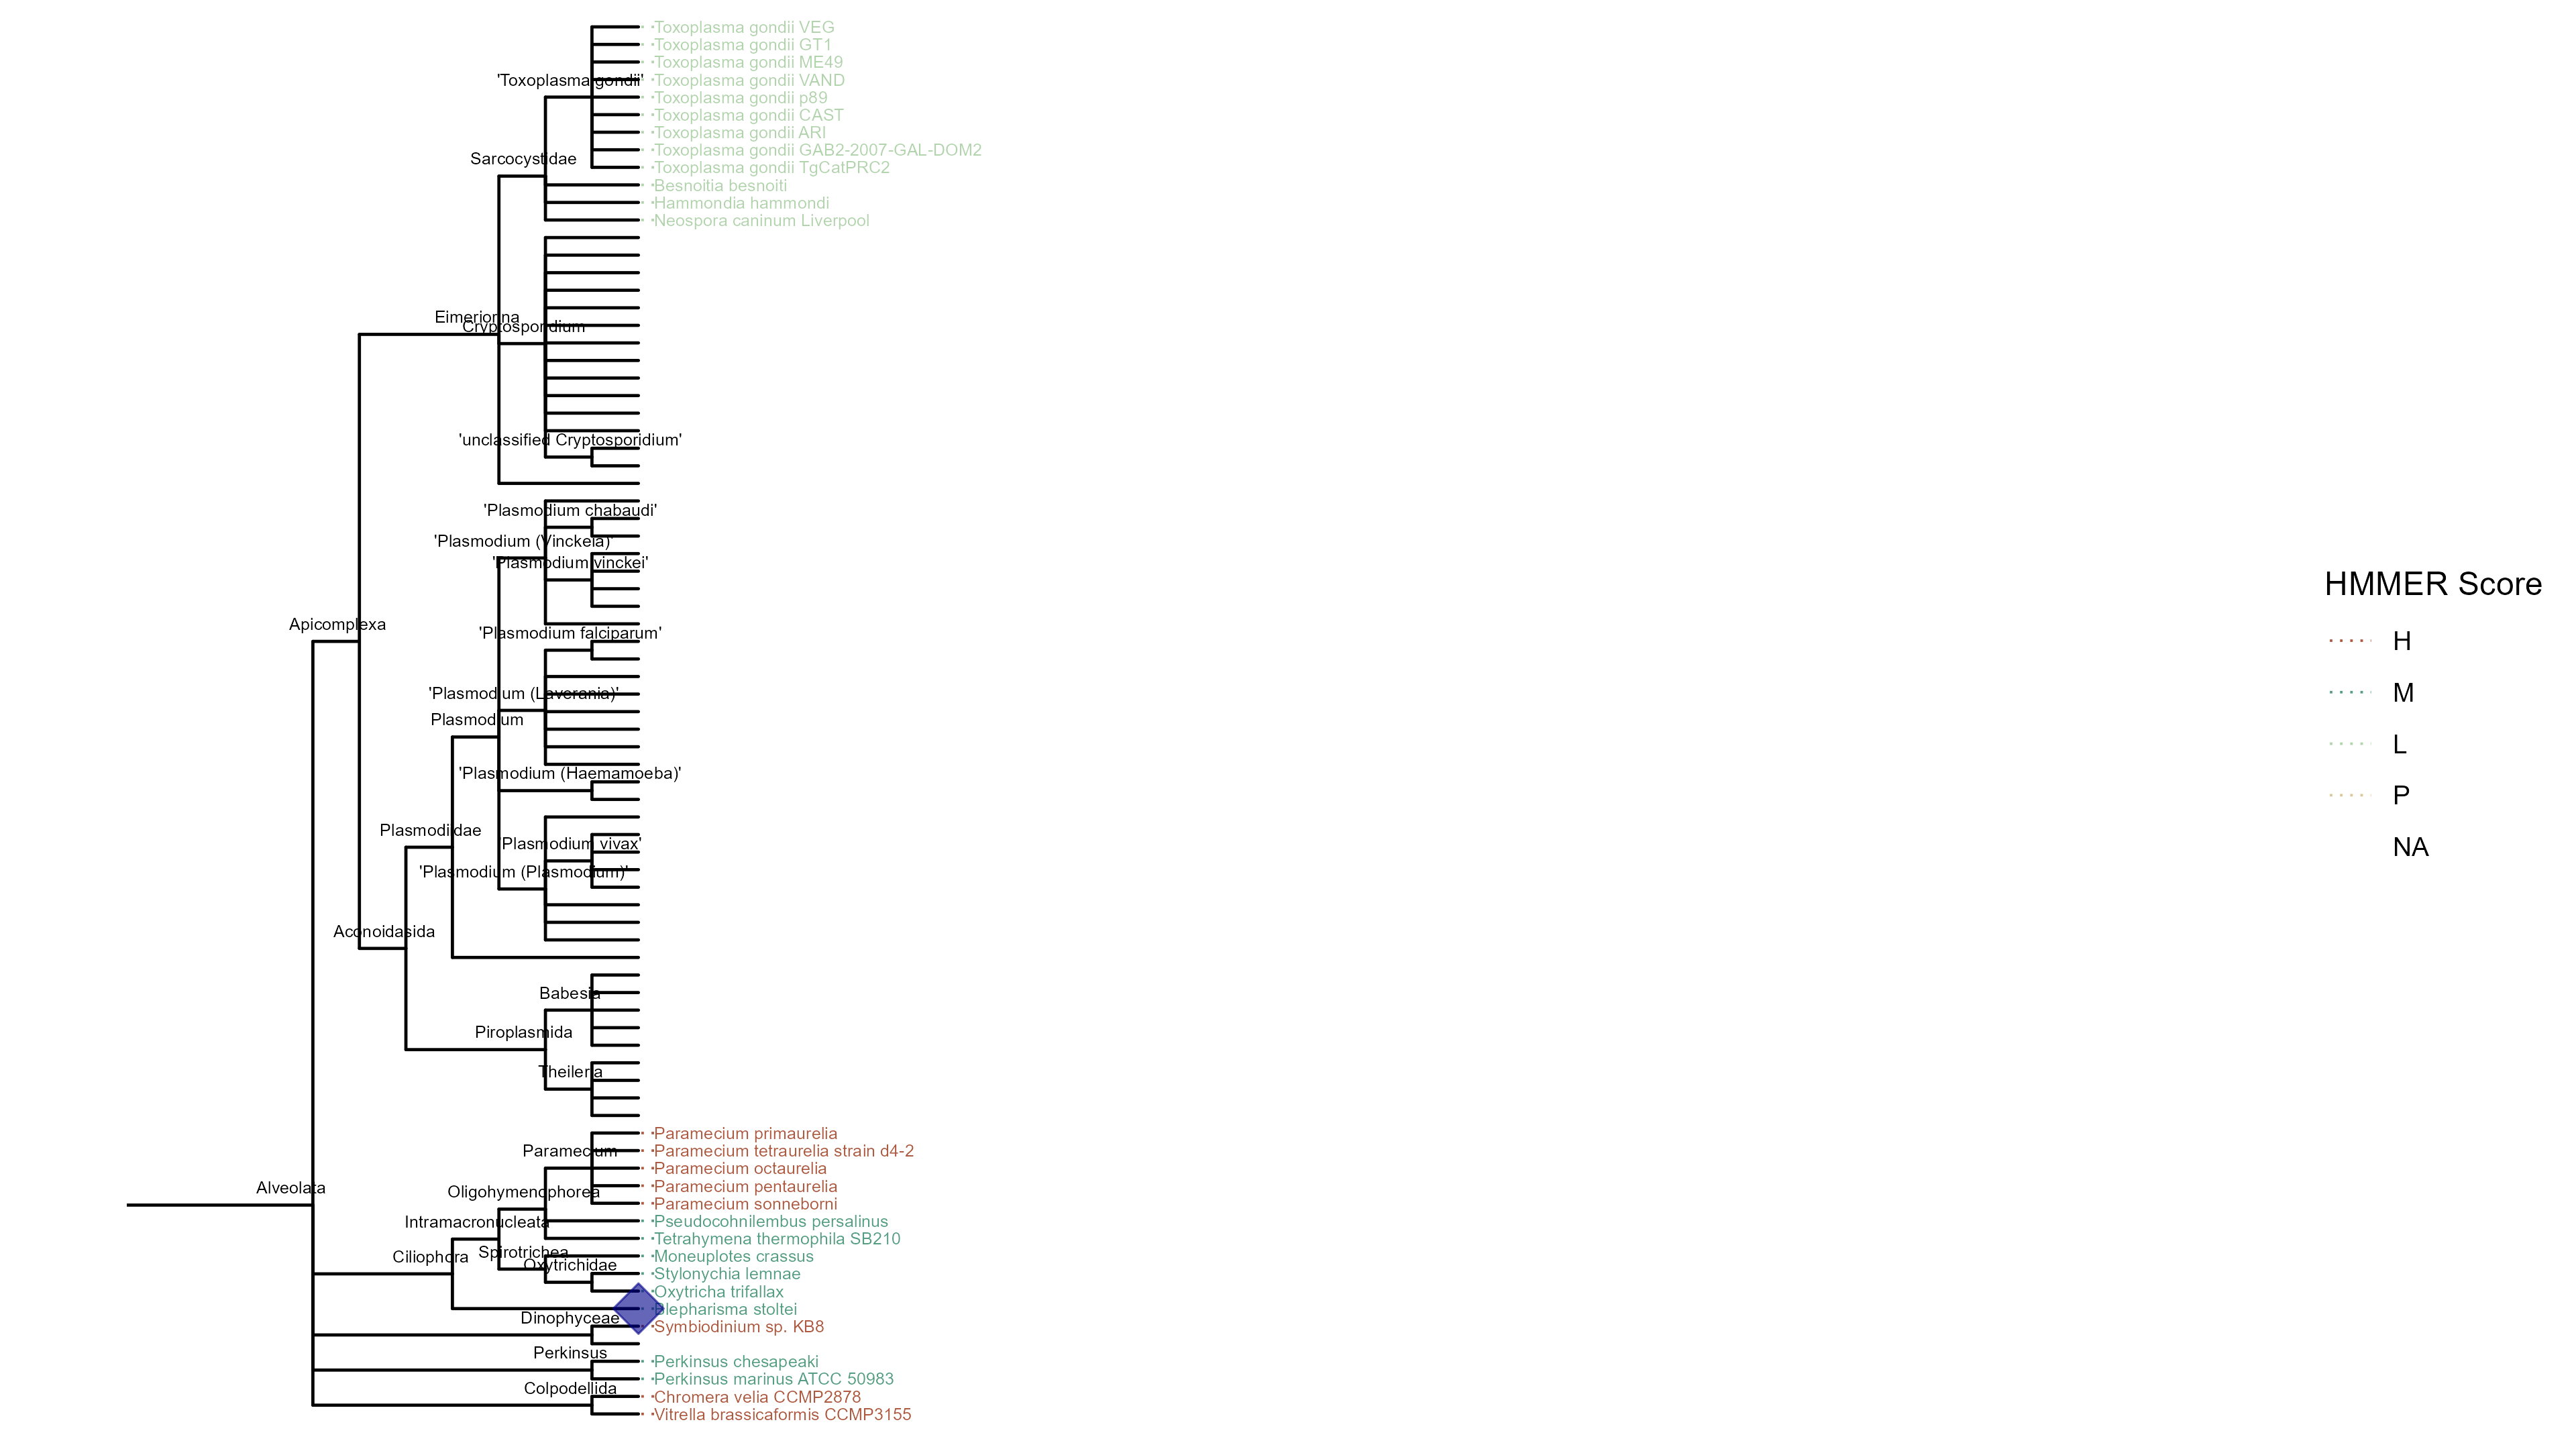 Toxoplasma gondii VEG
Toxoplasma gondii GT1
Toxoplasma gondii ME49
'Toxoplasma gondii'
Toxoplasma gondii VAND
Toxoplasma gondii p89
Toxoplasma gondii CAST
Toxoplasma gondii ARI
Toxoplasma gondii GAB2-2007-GAL-DOM2
Sarcocystidae
Toxoplasma gondii TgCatPRC2
Besnoitia besnoiti
Hammondia hammondi
Neospora caninum Liverpool
Eimeriorina
Cryptosporidium
'unclassified Cryptosporidium'
'Plasmodium chabaudi'
'Plasmodium (Vinckeia)'
'Plasmodium vinckei'
Apicomplexa
'Plasmodium falciparum'
'Plasmodium (Laverania)'
Plasmodium
'Plasmodium (Haemamoeba)'
Plasmodiidae
'Plasmodium vivax'
'Plasmodium (Plasmodium)'
Aconoidasida
Babesia
Piroplasmida
Theileria
Paramecium primaurelia
Paramecium
Paramecium tetraurelia strain d4-2
Paramecium octaurelia
Alveolata
Paramecium pentaurelia
Oligohymenophorea
Paramecium sonneborni
Intramacronucleata
Pseudocohnilembus persalinus
Tetrahymena thermophila SB210
Ciliophora
Spirotrichea
Moneuplotes crassus
Oxytrichidae
Stylonychia lemnae
Oxytricha trifallax
Blepharisma stoltei
Dinophyceae
Symbiodinium sp. KB8
Perkinsus
Perkinsus chesapeaki
Perkinsus marinus ATCC 50983
Colpodellida
Chromera velia CCMP2878
Vitrella brassicaformis CCMP3155
HMMER Score
H
M
L
P
NA